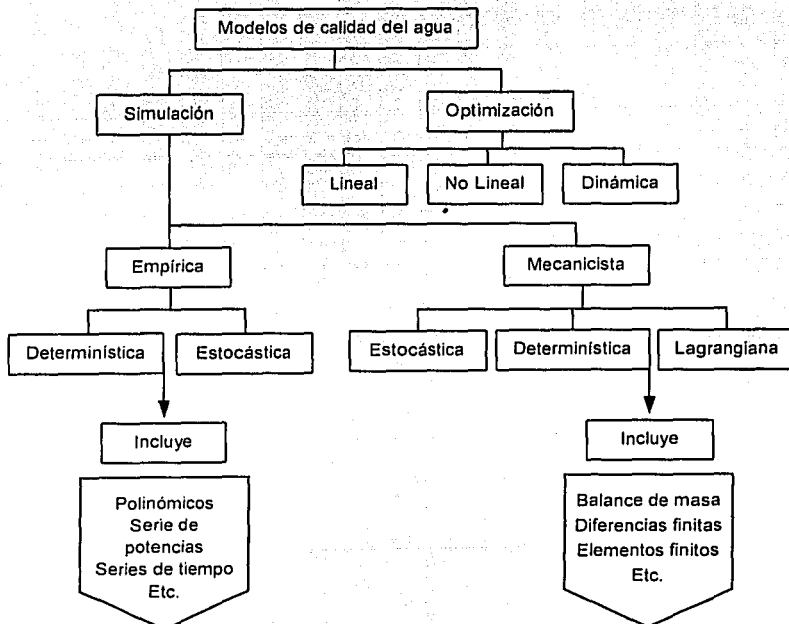 Modelos de calidad del agua
Simulación
Optimización
Lineal
No Lineal
Dinámica
Empírica
Mecanicista
Determinística
Estocástica
Estocástica
Determinística
Lagrangiana
Incluye
Incluye
Polinómicos
Serie de
potencias
Series de tiempo
Etc.
Balance de masa
Diferencias finitas
Elementos finitos
Etc.